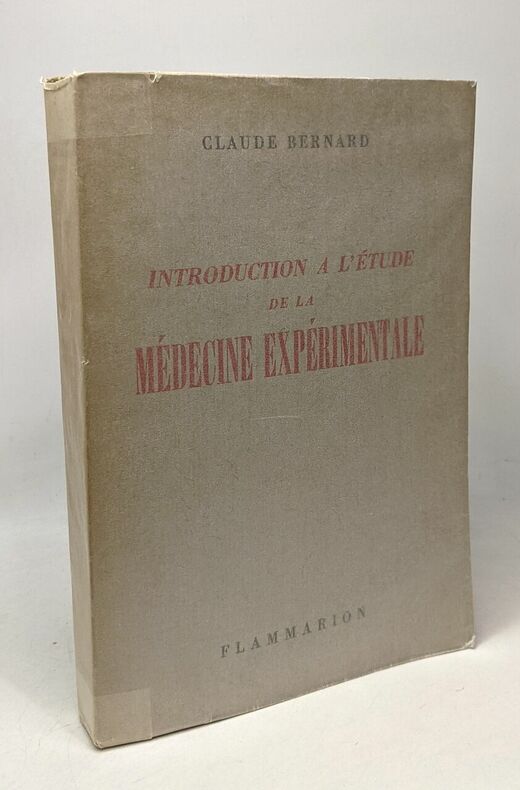 CLAUDE BERNARD
INTRODUCTION A L'ÉTUDE
DE LA
MÉDECINE EXPÉRIMENTALE
FLAMMARION